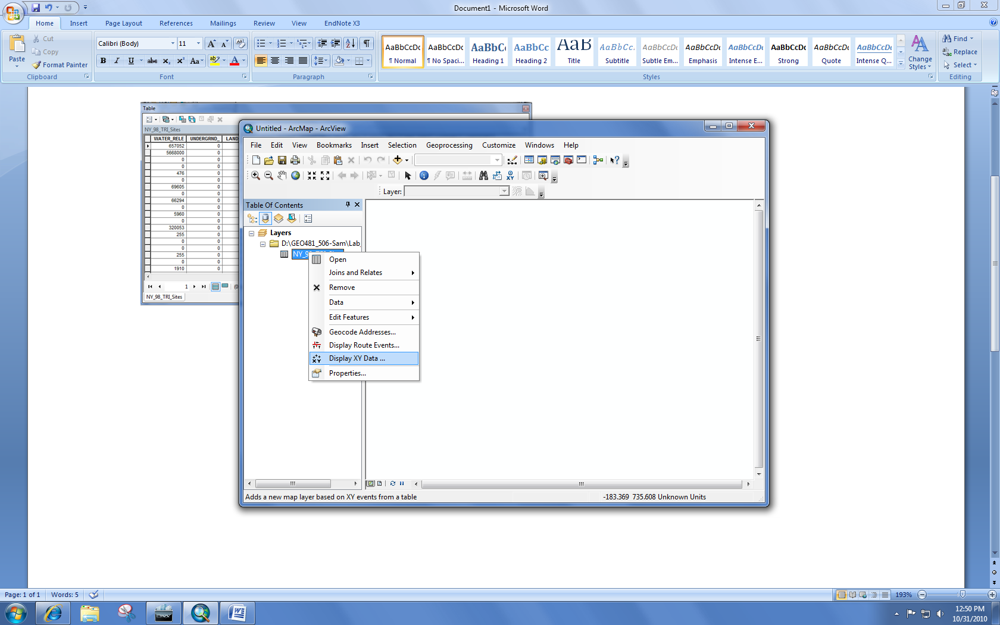 Document1 - Microsoft Word
Home Insert Page Layout References Mailings Review View EndNote X3
Paste
Cut
Copy
Format Painter
Clipboard
Calibri (Body) 11
B I U abc X₂ X² Aa ab A
Font
Paragraph
AaBbCcDc AaBbCcDc AaBbC AaBbCc AaB AaBbCc. AaBbCcDc AaBbCcDc AaBbCcDc AaBbCcDc AaBbCcDc AaBbCcDc
¶ Normal ¶ No Spaci... Heading 1 Heading 2 Title Subtitle Subtle Em... Emphasis Intense E... Strong Quote Intense Q...
Change Styles
Styles
Find
Replace
Select
Editing
Table
NY_98_TRI_Sites
WATER_RELE UNDERGRND_ LAND
657052 0
5668000 0
0 0
0 0
476 0
0 0
69605 0
0 0
66294 0
0 0
5960 0
0 0
320053 0
255 0
0 0
0 0
255 0
0 0
1910 0
1 (0
NY_98_TRI_Sites
Untitled - ArcMap - ArcView
File Edit View Bookmarks Insert Selection Geoprocessing Customize Windows Help
Layer:
Table Of Contents
Layers
D:\GEO481_506-Sam\Lab_
NY_9
Open
Joins and Relates
Remove
Data
Edit Features
Geocode Addresses...
Display Route Events...
Display XY Data ...
Properties...
Adds a new map layer based on XY events from a table
-183.369 735.608 Unknown Units
Page: 1 of 1 Words: 5
193%
12:50 PM
10/31/2010